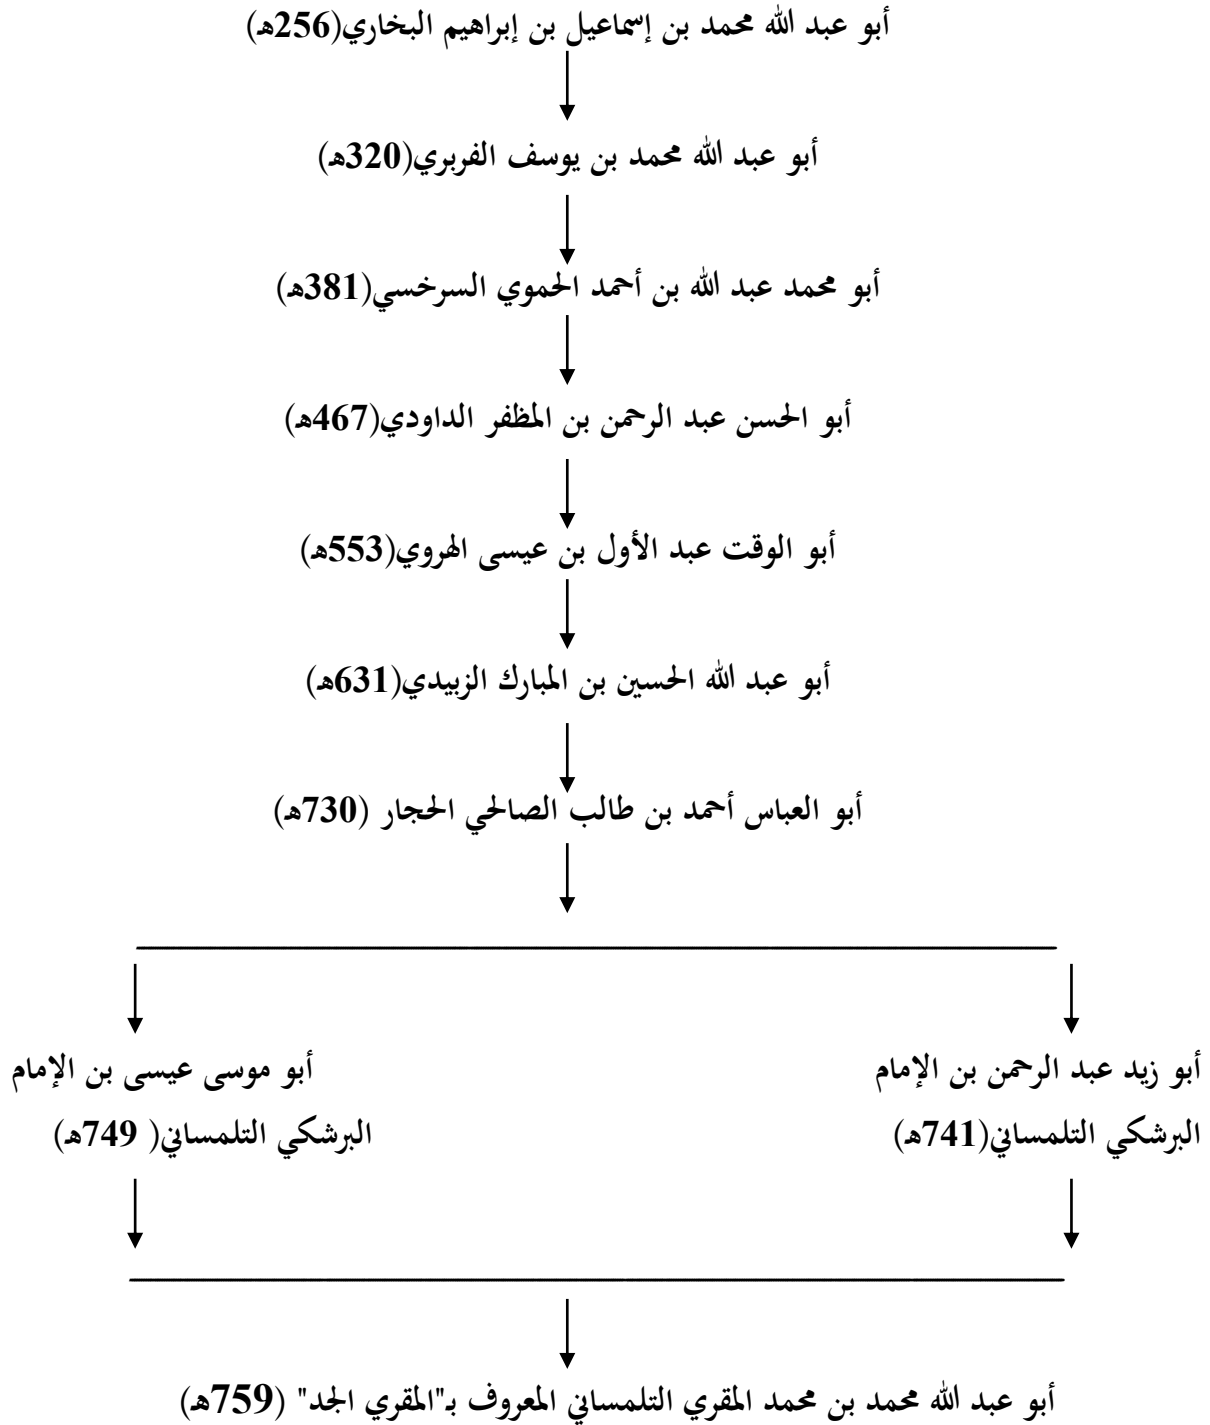 أبو عبد الله محمد بن إسماعيل بن إبراهيم البخاري(256هـ)
أبو عبد الله محمد بن يوسف الفربري(320هـ)
أبو محمد عبد الله بن أحمد الحموي السرخسي(381هـ)
أبو الحسن عبد الرحمن بن المظفر الداودي(467هـ)
أبو الوقت عبد الأول بن عيسى الهروي(553هـ)
أبو عبد الله الحسين بن المبارك الزبيدي(631هـ)
أبو العباس أحمد بن طالب الصالحي الحجار (730هـ)
أبو زيد عبد الرحمن بن الإمام
البرشكي التلمساني(741هـ)
أبو موسى عيسى بن الإمام
البرشكي التلمساني( 749هـ)
أبو عبد الله محمد بن محمد المقري التلمساني المعروف بـ"المقري الجد" (759هـ)